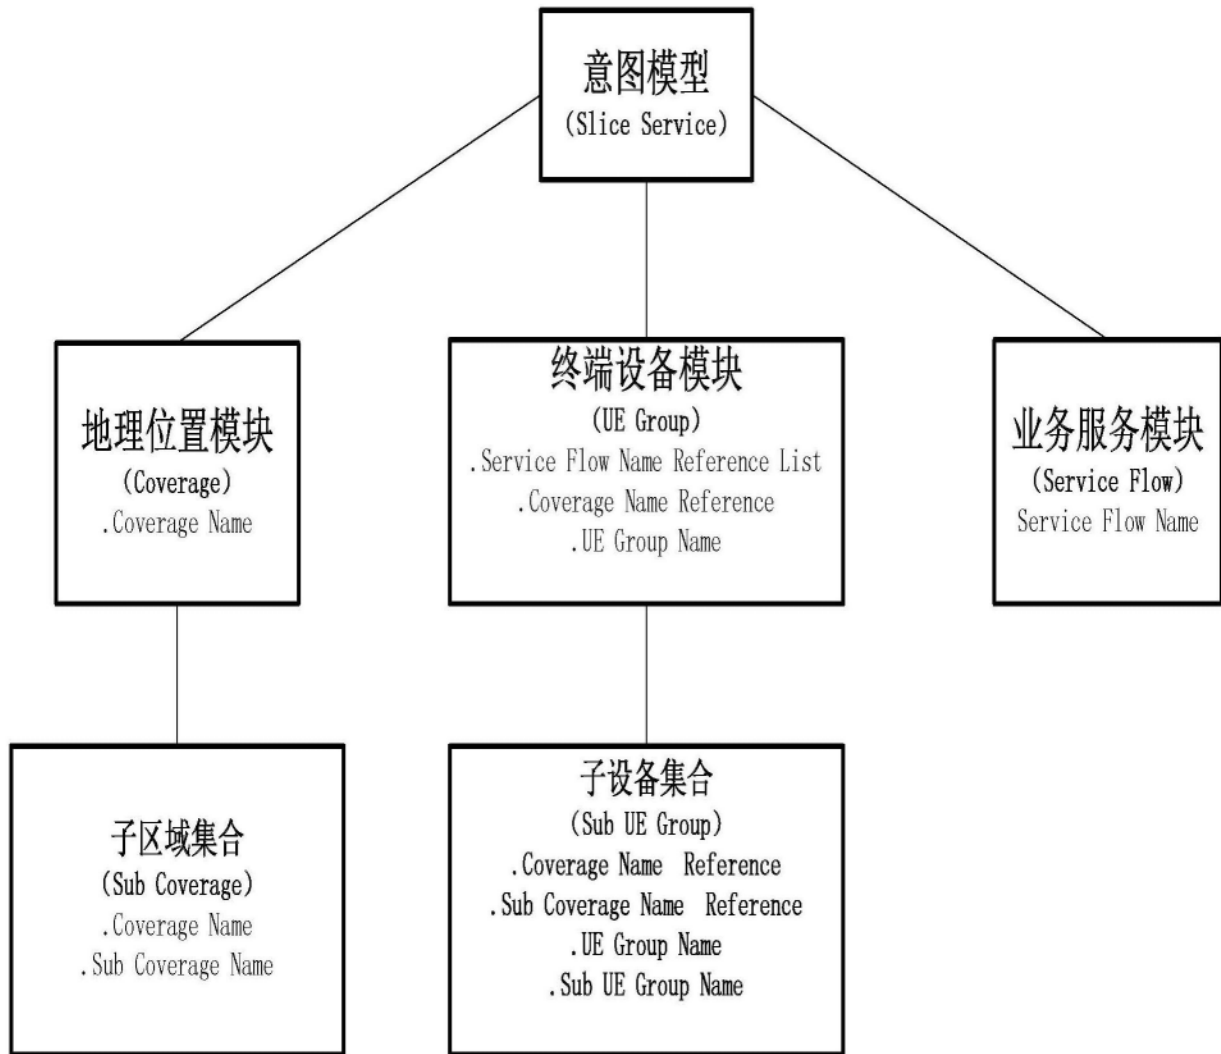 意图模型
(Slice Service)
地理位置模块
(Coverage)
.Coverage Name
终端设备模块
(UE Group)
.Service Flow Name Reference List
.Coverage Name Reference
.UE Group Name
业务服务模块
(Service Flow)
Service Flow Name
子区域集合
(Sub Coverage)
.Coverage Name
.Sub Coverage Name
子设备集合
(Sub UE Group)
.Coverage Name Reference
.Sub Coverage Name Reference
.UE Group Name
.Sub UE Group Name